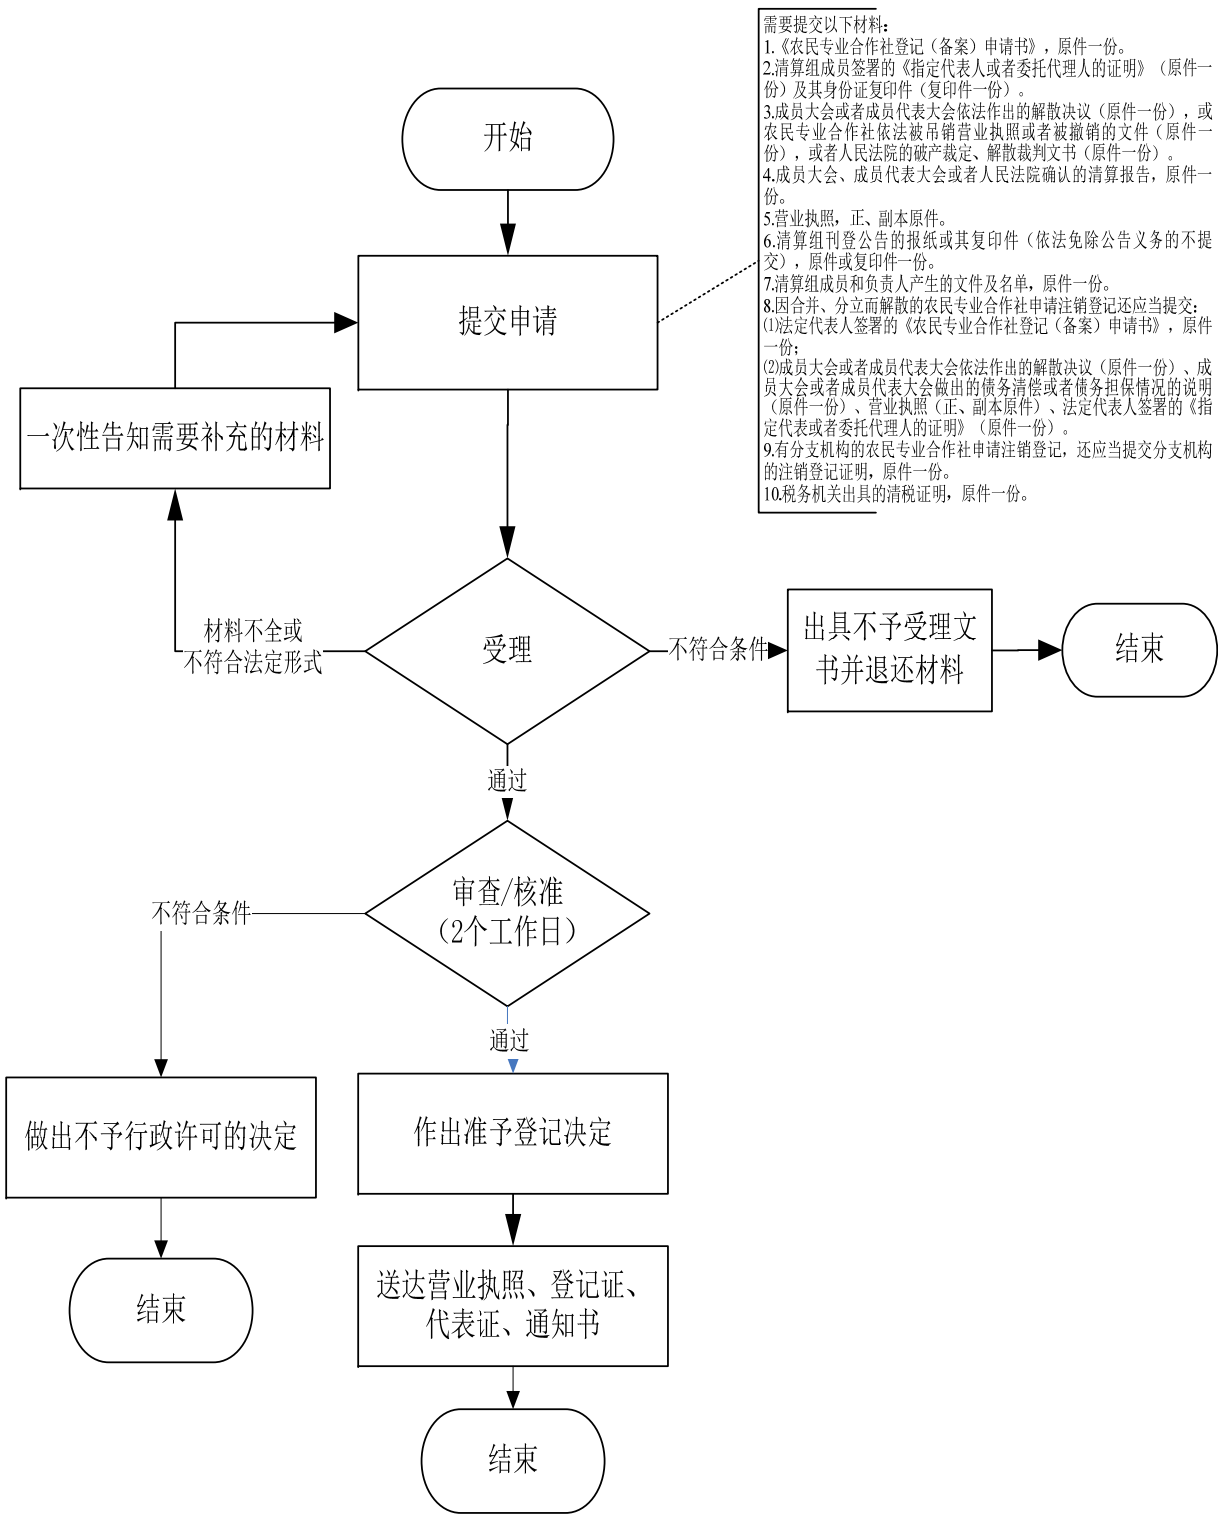 需要提交以下材料：
1.《农民专业合作社登记（备案）申请书》，原件一份。
2.清算组成员签署的《指定代表人或者委托代理人的证明》（原件一
份）及其身份证复印件（复印件一份）。
3.成员大会或者成员代表大会依法作出的解散决议（原件一份），或
农民专业合作社依法被吊销营业执照或者被撤销的文件（原件一
份），或者人民法院的破产裁定、解散裁判文书（原件一份）。
4.成员大会、成员代表大会或者人民法院确认的清算报告，原件一
份。
5.营业执照，正、副本原件。
6.清算组刊登公告的报纸或其复印件（依法免除公告义务的不提
交），原件或复印件一份。
7.清算组成员和负责人产生的文件及名单，原件一份。
8.因合并、分立而解散的农民专业合作社申请注销登记还应当提交：
⑴法定代表人签署的《农民专业合作社登记（备案）申请书》，原件
一份；
⑵成员大会或者成员代表大会依法作出的解散决议（原件一份）、成
员大会或者成员代表大会做出的债务清偿或者债务担保情况的说明
（原件一份）、营业执照（正、副本原件）、法定代表人签署的《指
定代表或者委托代理人的证明》（原件一份）。
9.有分支机构的农民专业合作社申请注销登记，还应当提交分支机构
的注销登记证明，原件一份。
10.税务机关出具的清税证明，原件一份。
开始
提交申请
一次性告知需要补充的材料
材料不全或
不符合法定形式
受理
不符合条件
出具不予受理文
书并退还材料
结束
通过
审查/核准
（2个工作日）
不符合条件
通过
做出不予行政许可的决定
作出准予登记决定
结束
送达营业执照、登记证、
代表证、通知书
结束